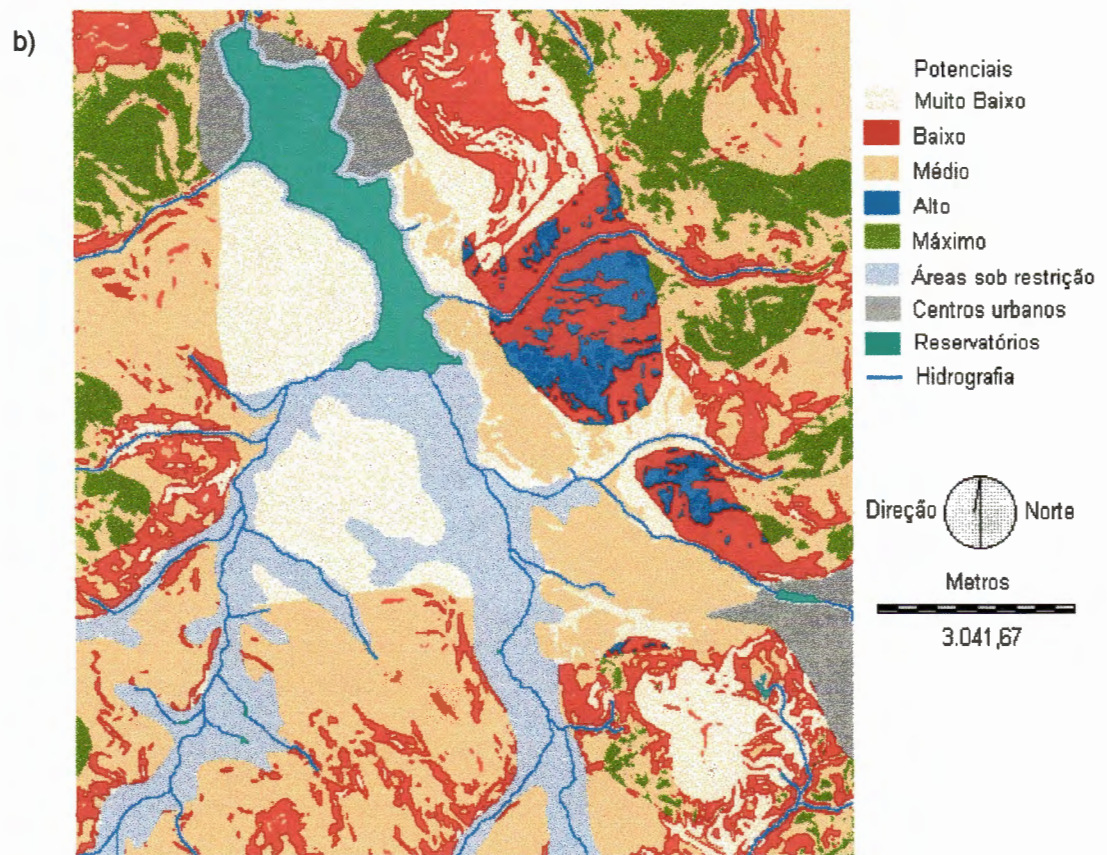 b)
Potenciais
Muito Baixo
Baixo
Médio
Alto
Máximo
Áreas sob restrição
Centros urbanos
Reservatórios
Hidrografia
Direção Norte
Metros
3.041,67